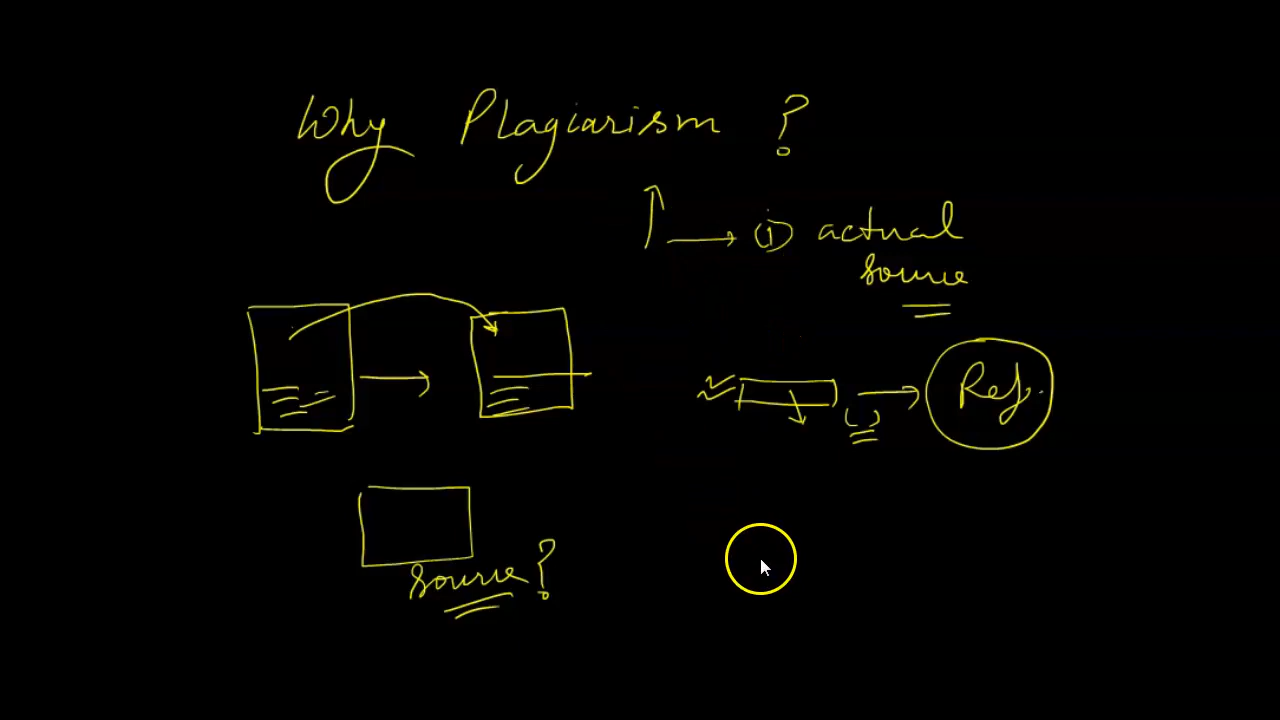 Why Plagiarism ?
(1) actual
source
Ref.
source ?